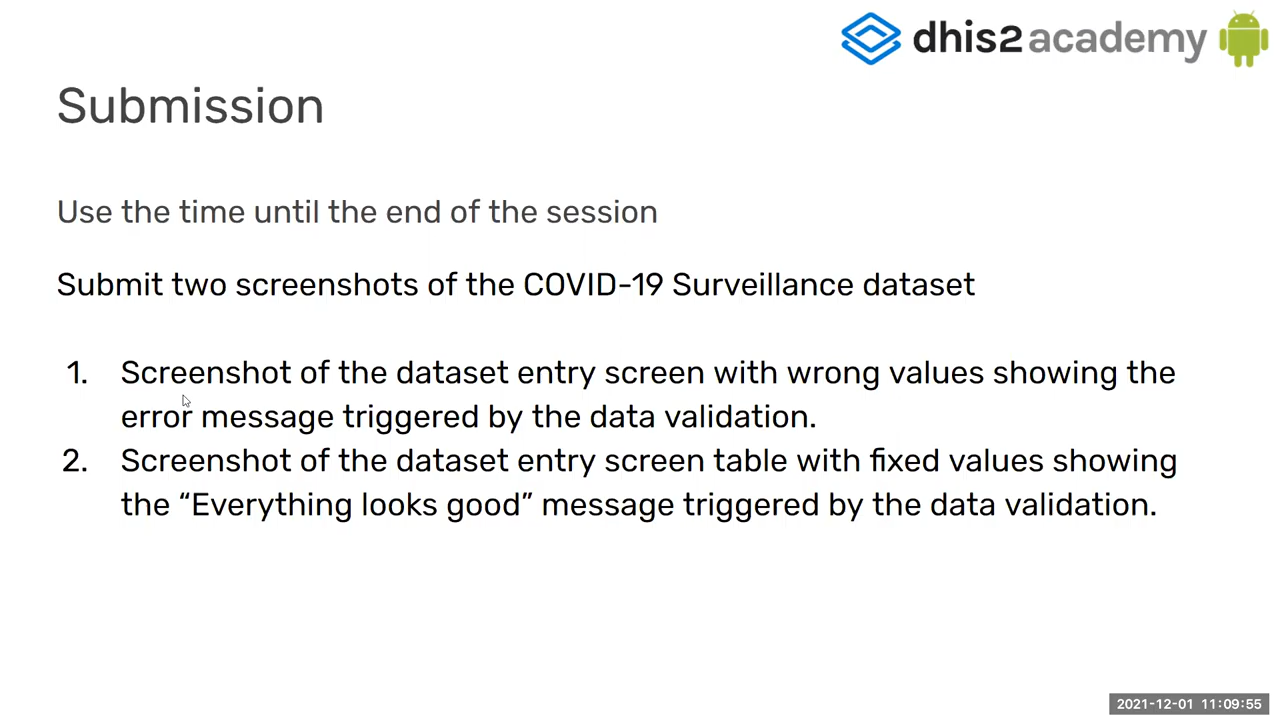 dhis2 academy
Submission
Use the time until the end of the session
Submit two screenshots of the COVID-19 Surveillance dataset
1. Screenshot of the dataset entry screen with wrong values showing the
error message triggered by the data validation.
2. Screenshot of the dataset entry screen table with fixed values showing
the “Everything looks good” message triggered by the data validation.
2021-12-01 11:09:55